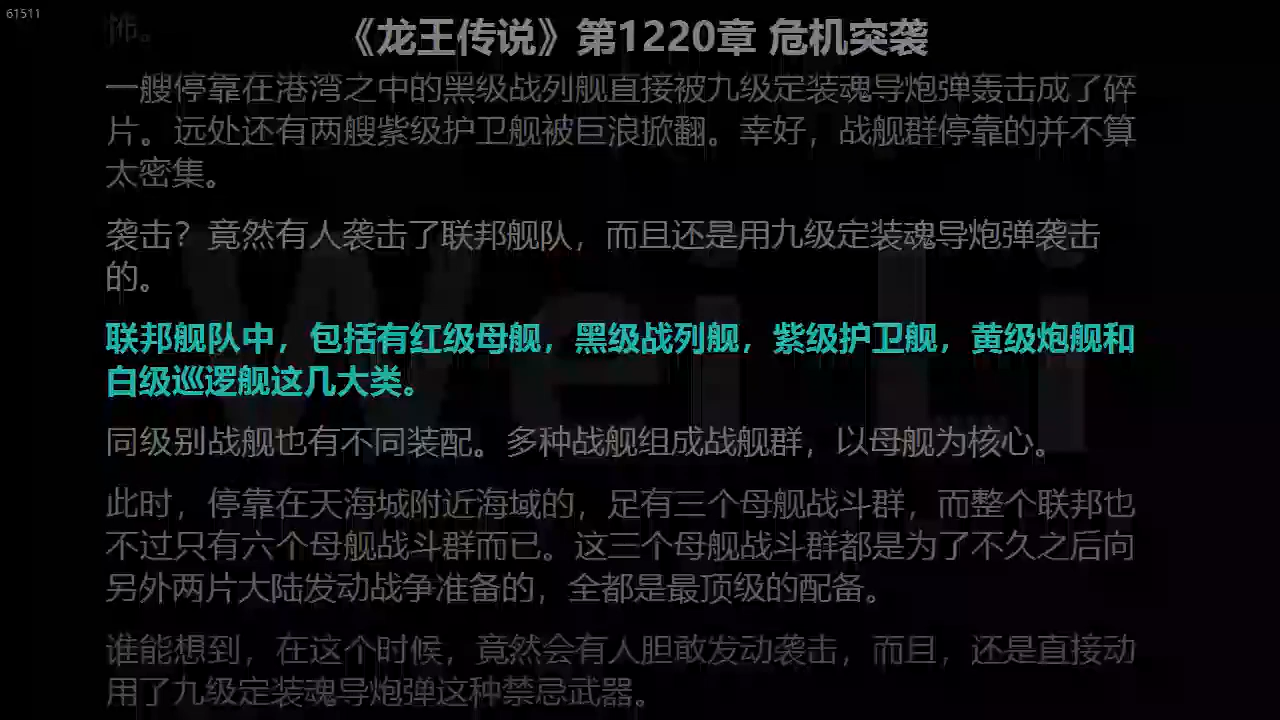 61511
怖。
《龙王传说》第1220章 危机突袭
一艘停靠在港湾之中的黑级战列舰直接被九级定装魂导炮弹轰击成了碎
片。远处还有两艘紫级护卫舰被巨浪掀翻。幸好，战舰群停靠的并不算
太密集。
袭击？竟然有人袭击了联邦舰队，而且还是用九级定装魂导炮弹袭击
的。
联邦舰队中，包括有红级母舰，黑级战列舰，紫级护卫舰，黄级炮舰和
白级巡逻舰这几大类。
同级别战舰也有不同装配。多种战舰组成战舰群，以母舰为核心。
此时，停靠在天海城附近海域的，足有三个母舰战斗群，而整个联邦也
不过只有六个母舰战斗群而已。这三个母舰战斗群都是为了不久之后向
另外两片大陆发动战争准备的，全都是最顶级的配备。
谁能想到，在这个时候，竟然会有人胆敢发动袭击，而且，还是直接动
用了九级定装魂导炮弹这种禁忌武器。
Wei Li